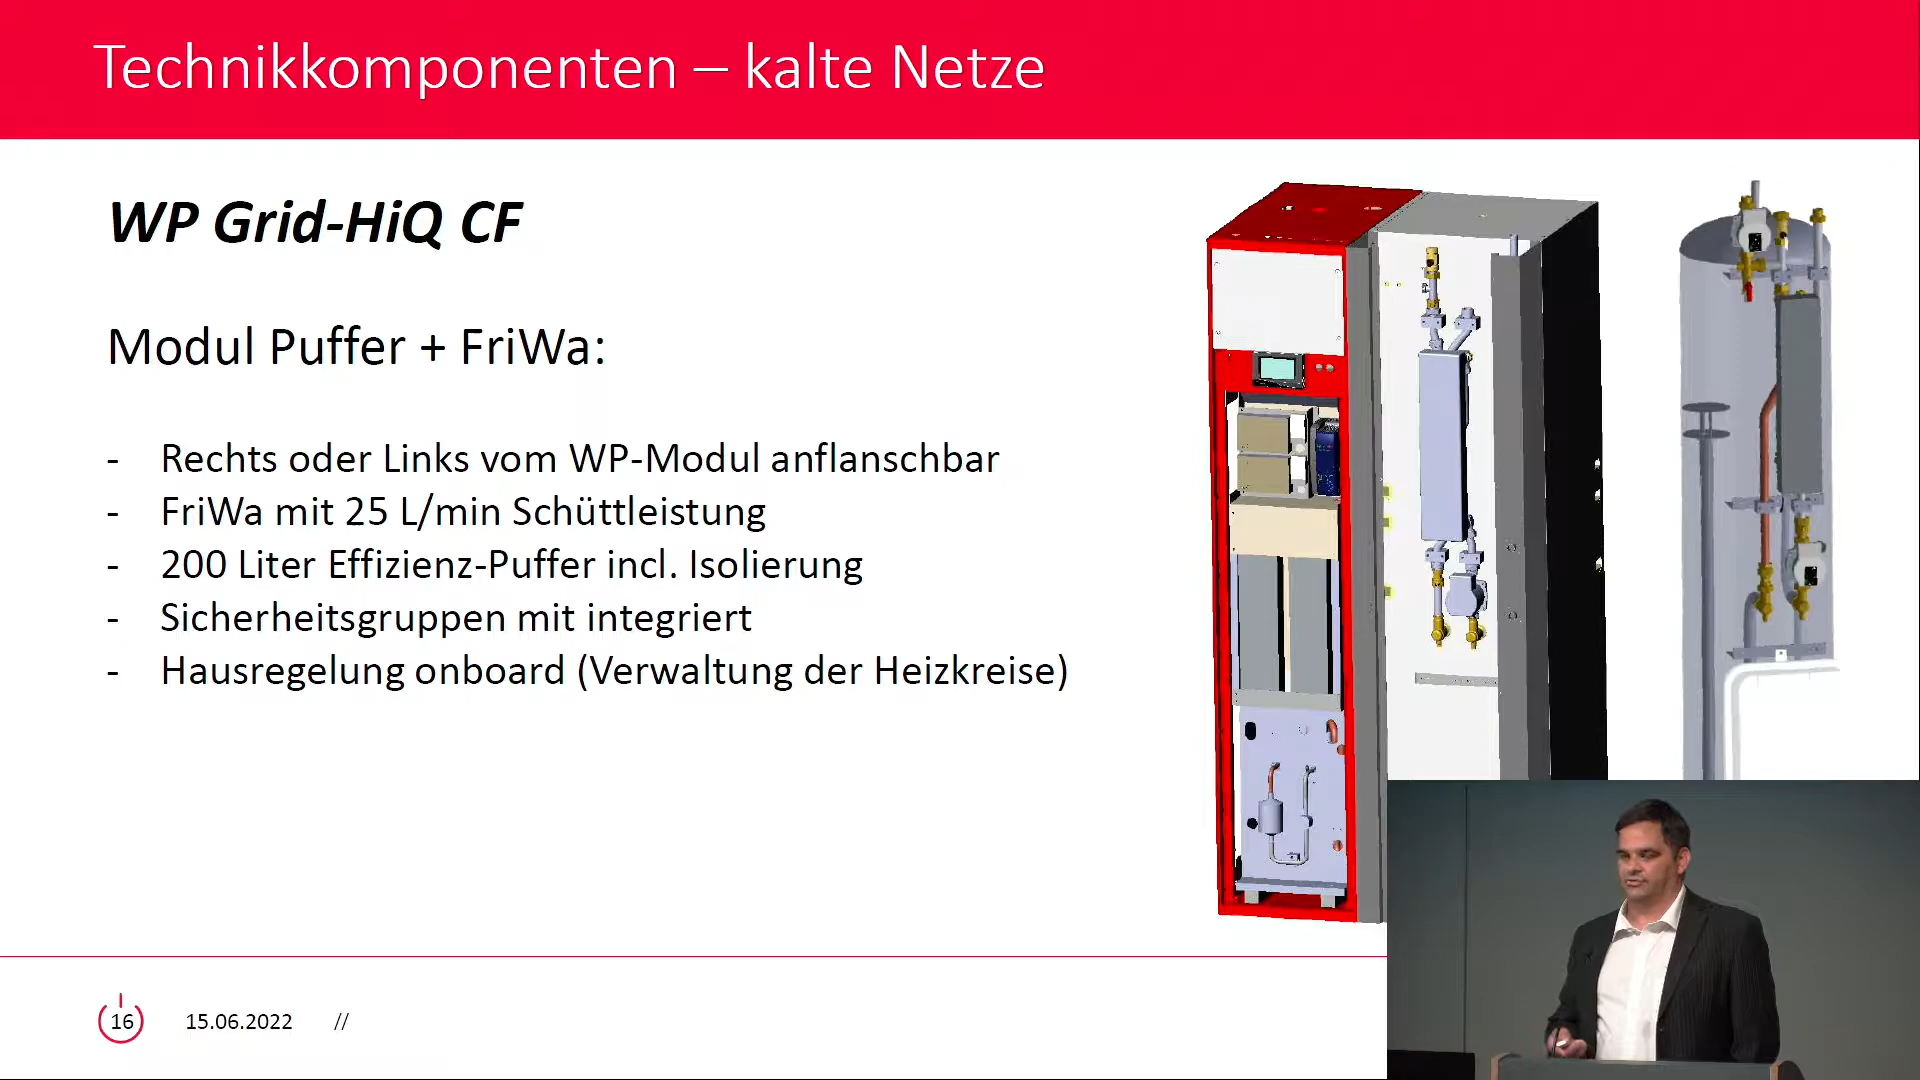 Technikkomponenten – kalte Netze
WP Grid-HiQ CF
Modul Puffer + FriWa:
- Rechts oder Links vom WP-Modul anflanschbar
- FriWa mit 25 L/min Schüttleistung
- 200 Liter Effizienz-Puffer incl. Isolierung
- Sicherheitsgruppen mit integriert
- Hausregelung onboard (Verwaltung der Heizkreise)
16 15.06.2022 //